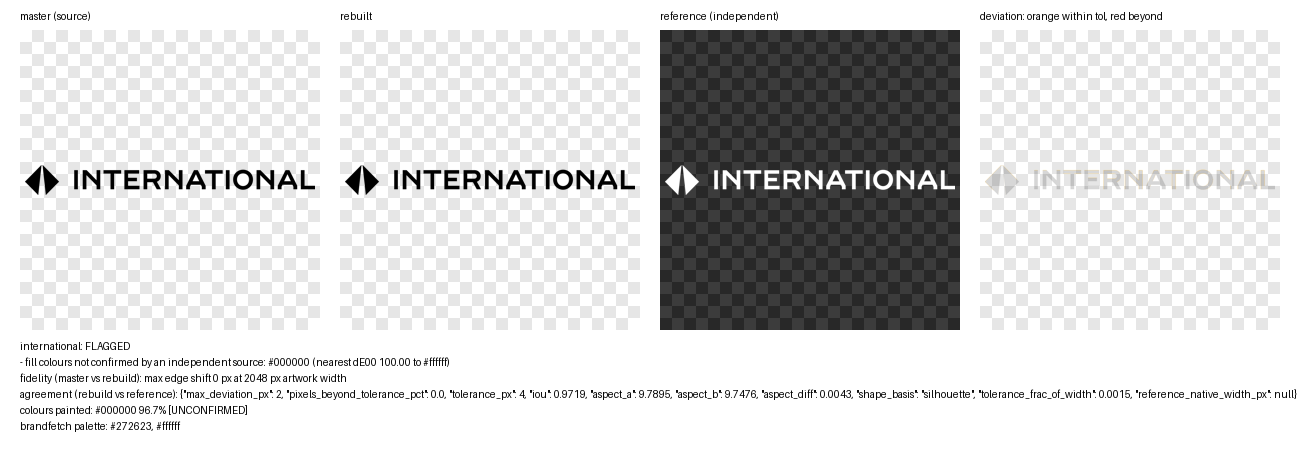 master (source)
rebuilt
reference (independent)
deviation: orange within tol, red beyond
INTERNATIONAL
INTERNATIONAL
INTERNATIONAL
INTERNATIONAL
international: FLAGGED
- fill colours not confirmed by an independent source: #000000 (nearest dE00 100.00 to #ffffff)
fidelity (master vs rebuild): max edge shift 0 px at 2048 px artwork width
agreement (rebuild vs reference): {"max_deviation_px": 2, "pixels_beyond_tolerance_pct": 0.0, "tolerance_px": 4, "iou": 0.9719, "aspect_a": 9.7895, "aspect_b": 9.7476, "aspect_diff": 0.0043, "shape_basis": "silhouette", "tolerance_frac_of_width": 0.0015, "reference_native_width_px": null}
colours painted: #000000 96.7% [UNCONFIRMED]
brandfetch palette: #272623, #ffffff